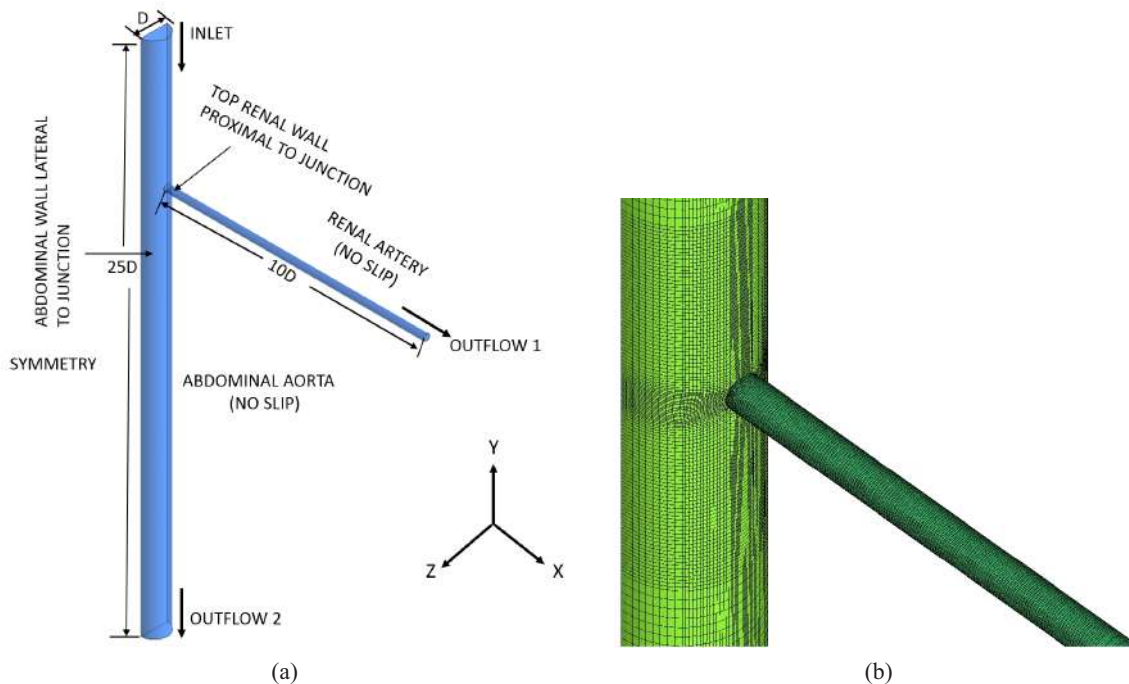 D
INLET
TOP RENAL WALL
PROXIMAL TO JUNCTION
ABDOMINAL WALL LATERAL
TO JUNCTION
25D
RENAL ARTERY
(NO SLIP)
10D
OUTFLOW 1
SYMMETRY
ABDOMINAL AORTA
(NO SLIP)
Y
Z
X
OUTFLOW 2
(a)
(b)